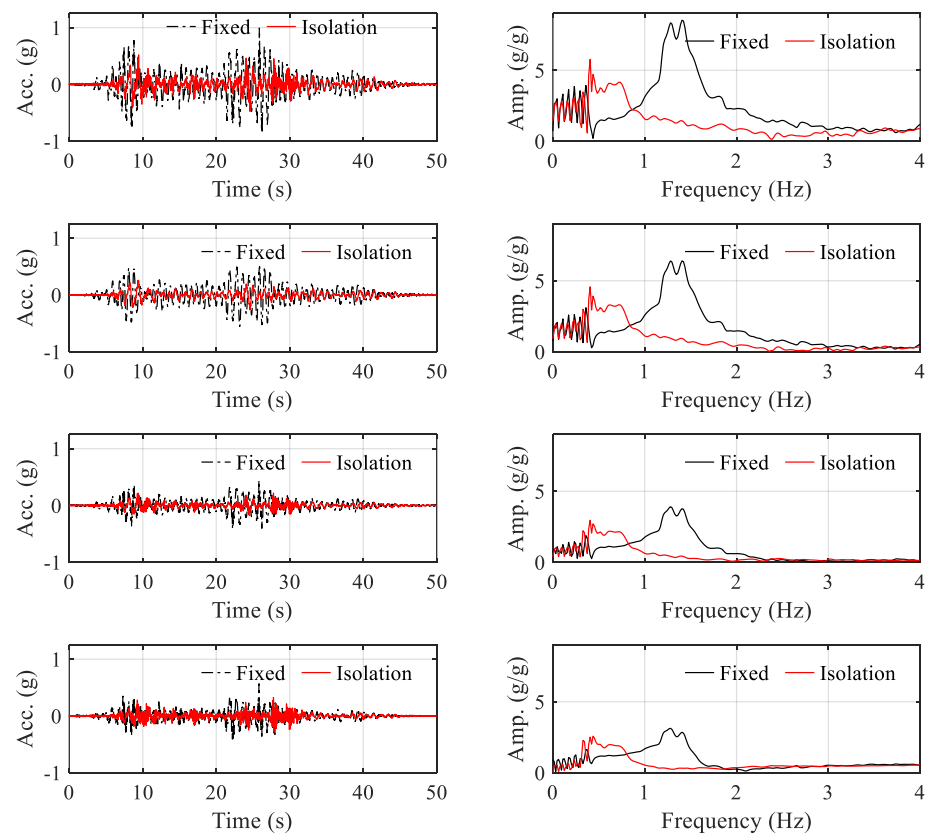 Acc. (g)
1
0
-1
Fixed
Isolation
0 10 20 30 40 50
Time (s)
Amp. (g/g)
5
0
Fixed
Isolation
0 1 2 3 4
Frequency (Hz)
Acc. (g)
1
0
-1
Fixed
Isolation
0 10 20 30 40 50
Time (s)
Amp. (g/g)
5
0
Fixed
Isolation
0 1 2 3 4
Frequency (Hz)
Acc. (g)
1
0
-1
Fixed
Isolation
0 10 20 30 40 50
Time (s)
Amp. (g/g)
5
0
Fixed
Isolation
0 1 2 3 4
Frequency (Hz)
Acc. (g)
1
0
-1
Fixed
Isolation
0 10 20 30 40 50
Time (s)
Amp. (g/g)
5
0
Fixed
Isolation
0 1 2 3 4
Frequency (Hz)